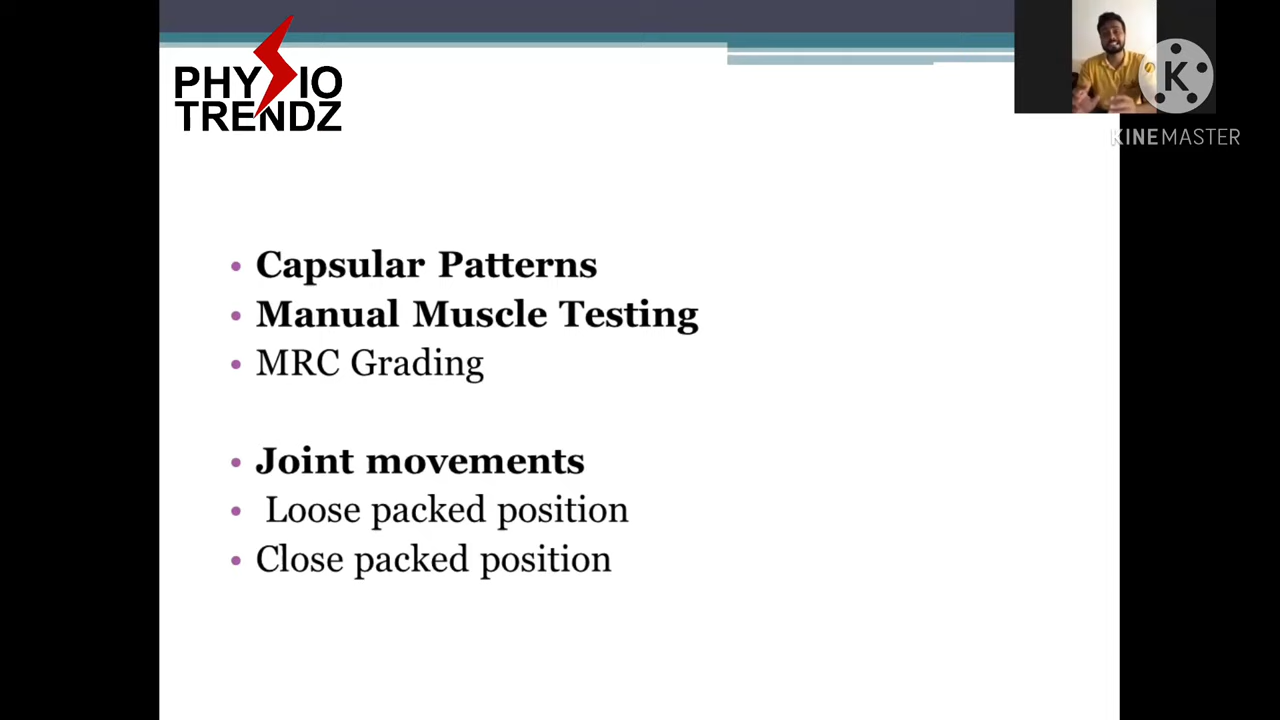 PHYSIO
TRENDZ
K
KINEMASTER
Capsular Patterns
Manual Muscle Testing
MRC Grading
Joint movements
Loose packed position
Close packed position